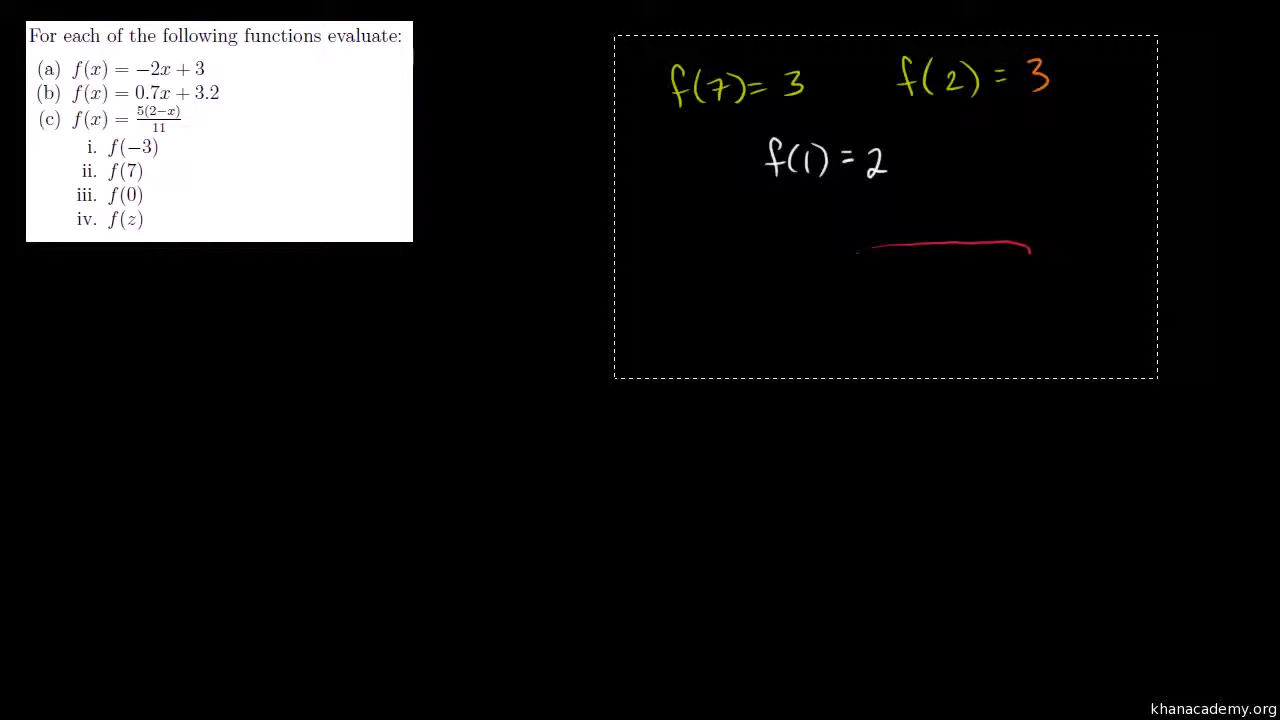 For each of the following functions evaluate:
(a) f(x) = −2x + 3
(b) f(x) = 0.7x + 3.2
(c) f(x) = 5(2−x)/11
i. f(−3)
ii. f(7)
iii. f(0)
iv. f(z)
f(7)= 3
f(2) = 3
f(1) = 2
khanacademy.org